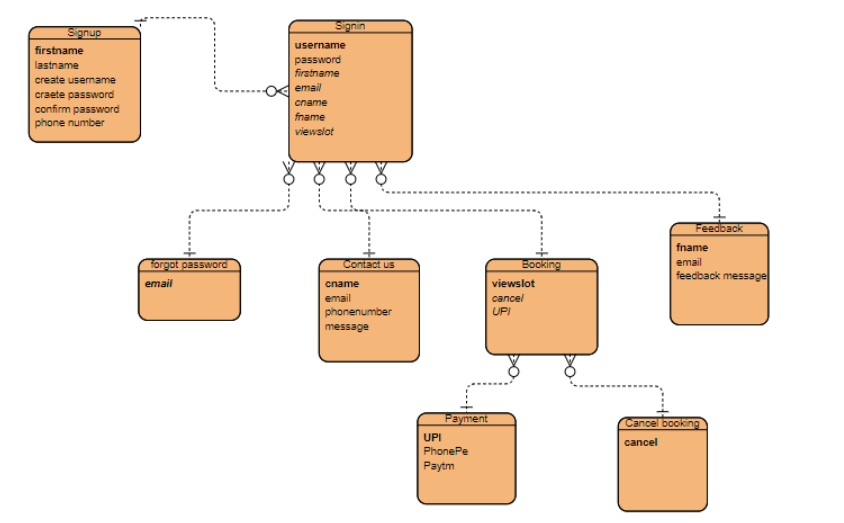 Signup
firstname
lastname
create username
craete password
confirm password
phone number
Signin
username
password
firstname
email
cname
fname
viewslot
forgot password
email
Contact us
cname
email
phonenumber
message
Booking
viewslot
cancel
UPI
Feedback
fname
email
feedback message
Payment
UPI
PhonePe
Paytm
Cancel booking
cancel